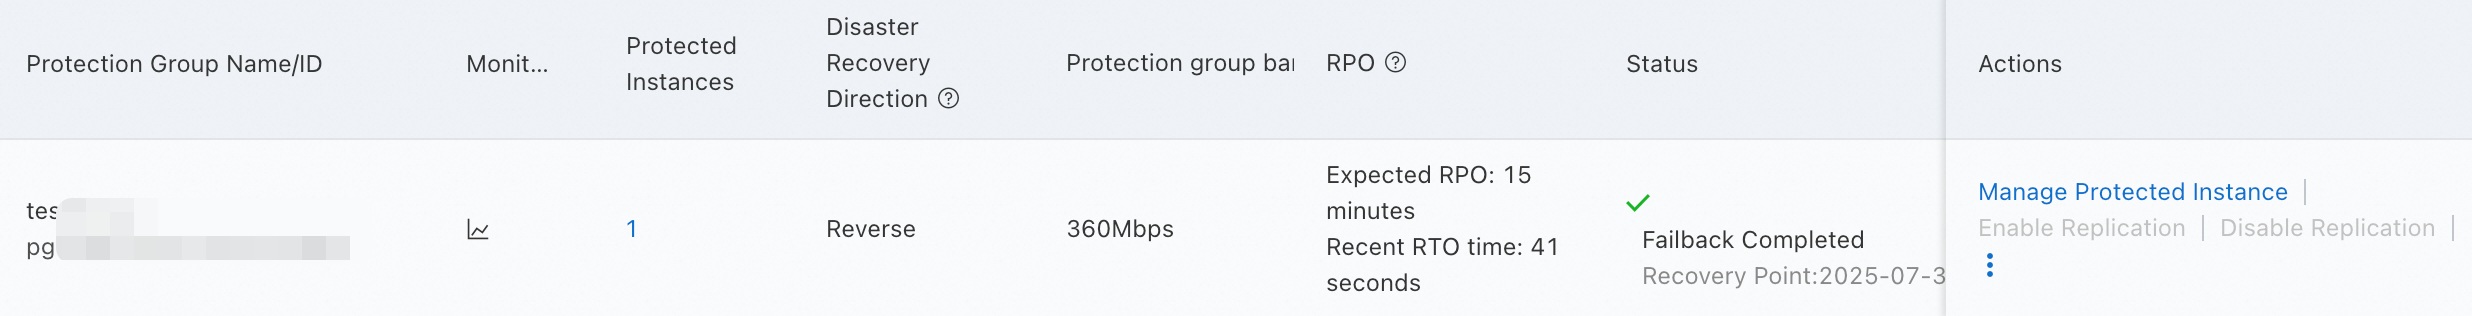 Protection Group Name/ID
Monit...
Protected
Instances
Disaster
Recovery
Direction
Protection group bar
RPO
Status
Actions
tes
pg
1
Reverse
360Mbps
Expected RPO: 15
minutes
Recent RTO time: 41
seconds
Failback Completed
Recovery Point:2025-07-3
Manage Protected Instance
Enable Replication
Disable Replication